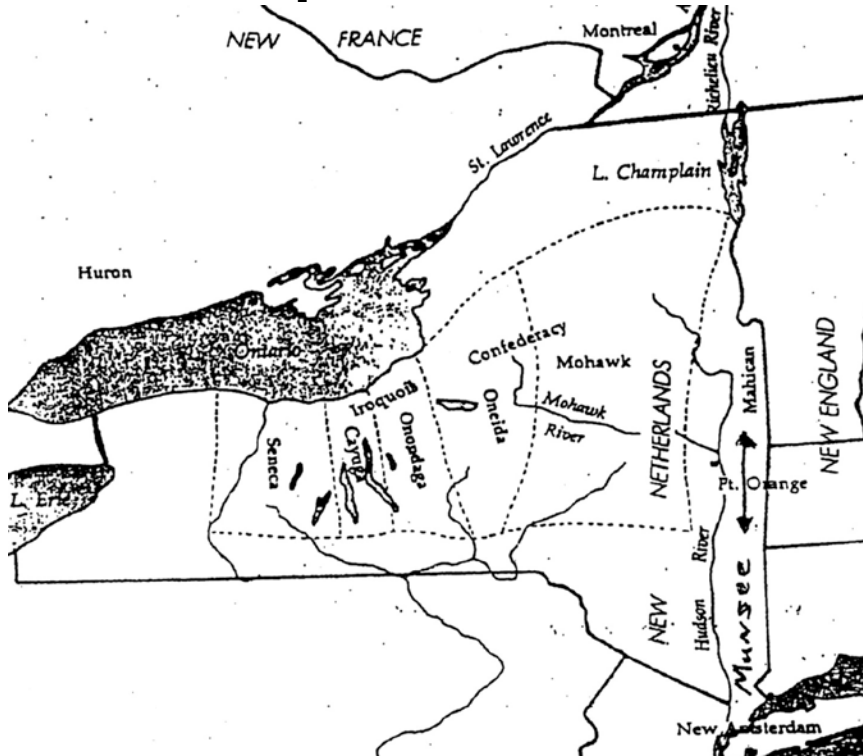 NEW FRANCE
Montreal
Richelieu River
St. Lawrence
L. Champlain
Huron
Ontario
Confederacy
Mohawk
Iroquois
Oneida
Mohawk River
Onondaga
Cayuga
Seneca
L. Erie
NEW NETHERLANDS
Mahican
NEW ENGLAND
Ft. Orange
Hudson River
Munsee
New Amsterdam